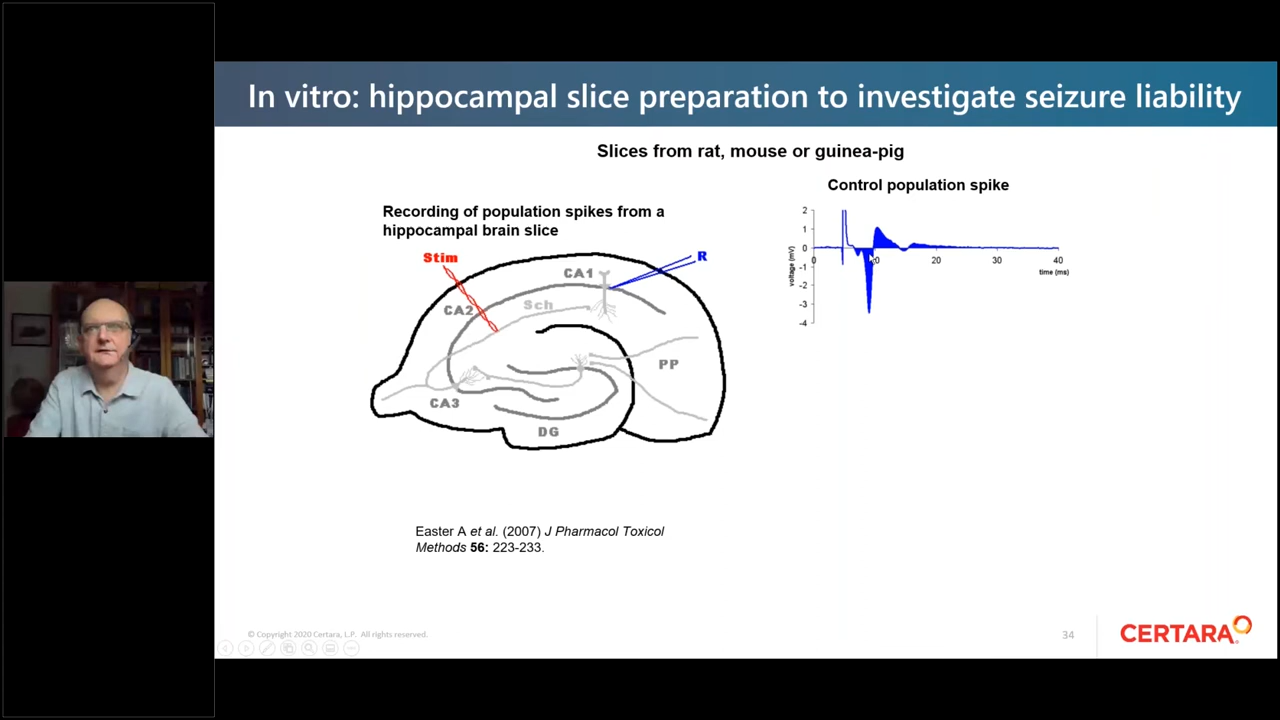 In vitro: hippocampal slice preparation to investigate seizure liability
Slices from rat, mouse or guinea-pig
Control population spike
Recording of population spikes from a
hippocampal brain slice
Stim
CA1
R
CA2
Sch
PP
CA3
DG
voltage (mV)
2
1
0
-1
-2
-3
-4
0
10
20
30
40
time (ms)
Easter A et al. (2007) J Pharmacol Toxicol
Methods 56: 223-233.
© Copyright 2020 Certara, L.P. All rights reserved.
34
CERTARA